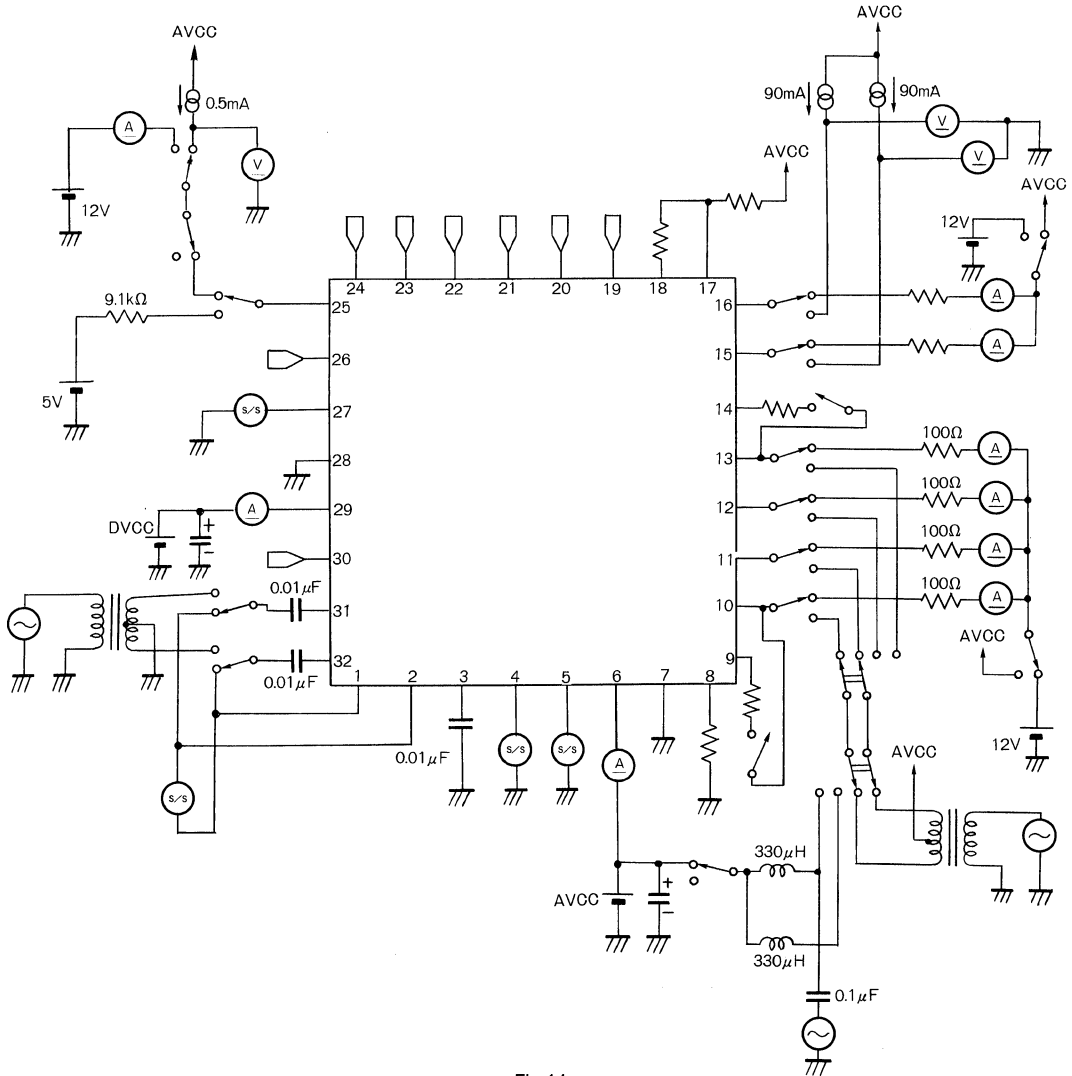 AVCC
0.5mA
A
V
12V
AVCC
90mA
90mA
V
V
AVCC
AVCC
12V
24
23
22
21
20
19
18
17
9.1kΩ
5V
25
26
S/S
27
28
A
29
DVCC
+
−
30
0.01μF
31
32
0.01μF
16
A
15
A
14
13
100Ω
A
12
100Ω
A
11
100Ω
A
10
100Ω
A
9
AVCC
12V
1
2
3
4
5
6
7
8
0.01μF
S/S
S/S
S/S
A
AVCC
+
−
330μH
330μH
AVCC
0.1μF